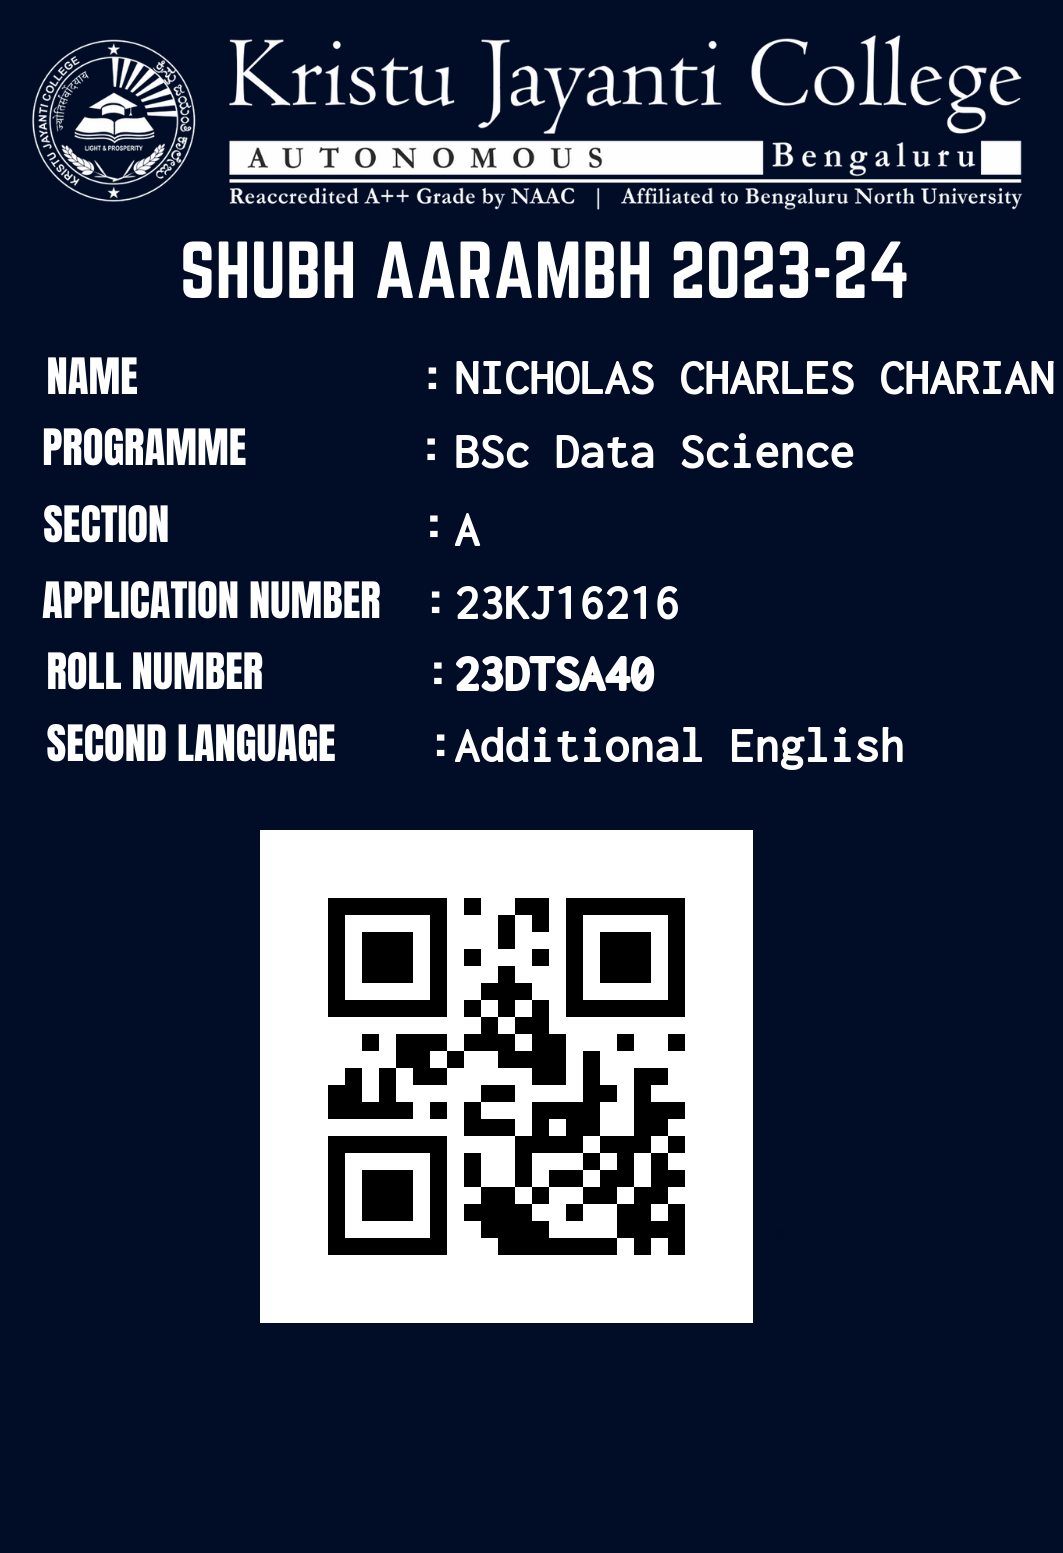 KRISTU JAYANTI COLLEGE
LIGHT & PROSPERITY
Kristu Jayanti College
AUTONOMOUS Bengaluru
Reaccredited A++ Grade by NAAC | Affiliated to Bengaluru North University
SHUBH AARAMBH 2023-24
NAME : NICHOLAS CHARLES CHARIAN
PROGRAMME : BSc Data Science
SECTION : A
APPLICATION NUMBER : 23KJ16216
ROLL NUMBER : 23DTSA40
SECOND LANGUAGE : Additional English